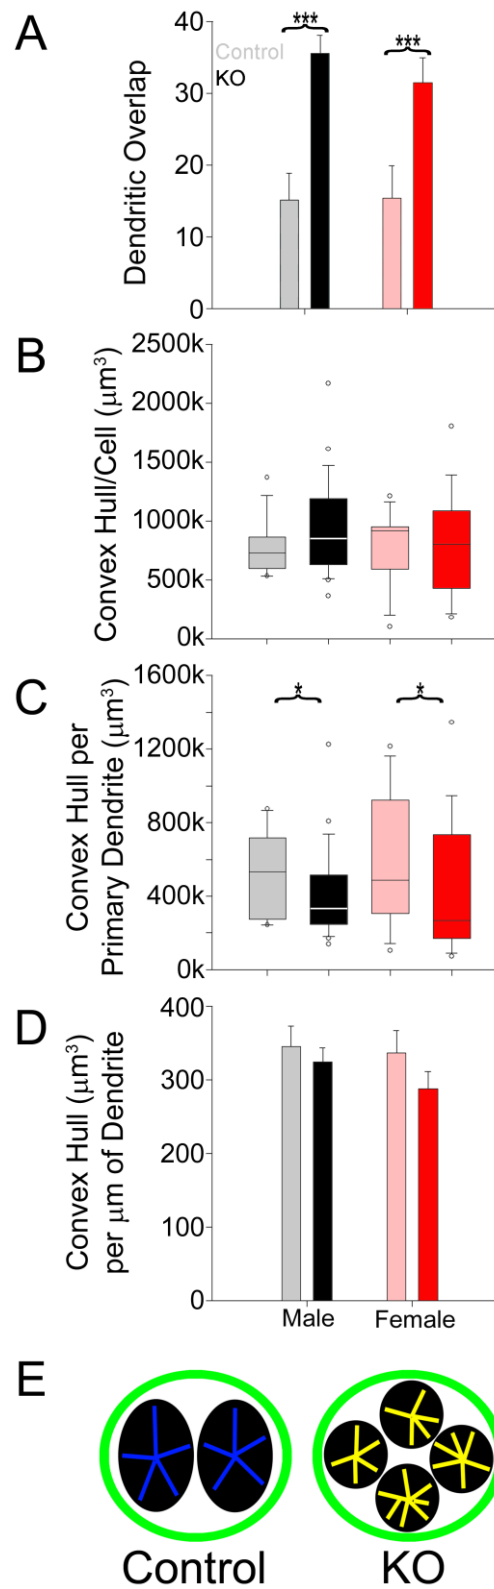 A
Dendritic Overlap
40
30
20
10
0
Control
KO
***
***
B
Convex Hull/Cell (µm³)
2500k
2000k
1500k
1000k
500k
0k
C
Convex Hull per
Primary Dendrite (µm³)
1600k
1200k
800k
400k
0k
*
*
D
Convex Hull (µm³)
per µm of Dendrite
400
300
200
100
0
Male
Female
E
Control
KO